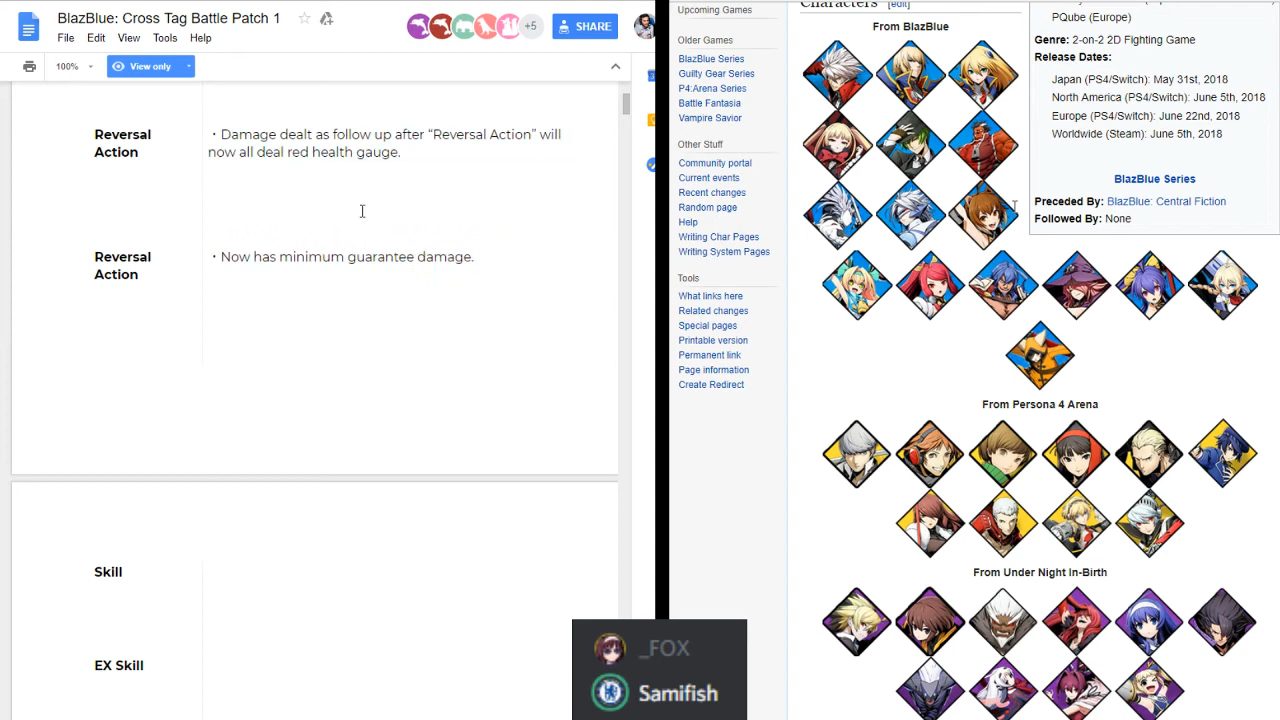 BlazBlue: Cross Tag Battle Patch 1
File Edit View Tools Help
+5
SHARE
100%
View only
Reversal Action
・Damage dealt as follow up after “Reversal Action” will
now all deal red health gauge.
Reversal Action
・Now has minimum guarantee damage.
Skill
EX Skill
_FOX
Samifish
Upcoming Games
Older Games
BlazBlue Series
Guilty Gear Series
P4:Arena Series
Battle Fantasia
Vampire Savior
Other Stuff
Community portal
Current events
Recent changes
Random page
Help
Writing Char Pages
Writing System Pages
Tools
What links here
Related changes
Special pages
Printable version
Permanent link
Page information
Create Redirect
Characters [edit]
From BlazBlue
From Persona 4 Arena
From Under Night In-Birth
PQube (Europe)
Genre: 2-on-2 2D Fighting Game
Release Dates:
Japan (PS4/Switch): May 31st, 2018
North America (PS4/Switch): June 5th, 2018
Europe (PS4/Switch): June 22nd, 2018
Worldwide (Steam): June 5th, 2018
BlazBlue Series
Preceded By: BlazBlue: Central Fiction
Followed By: None